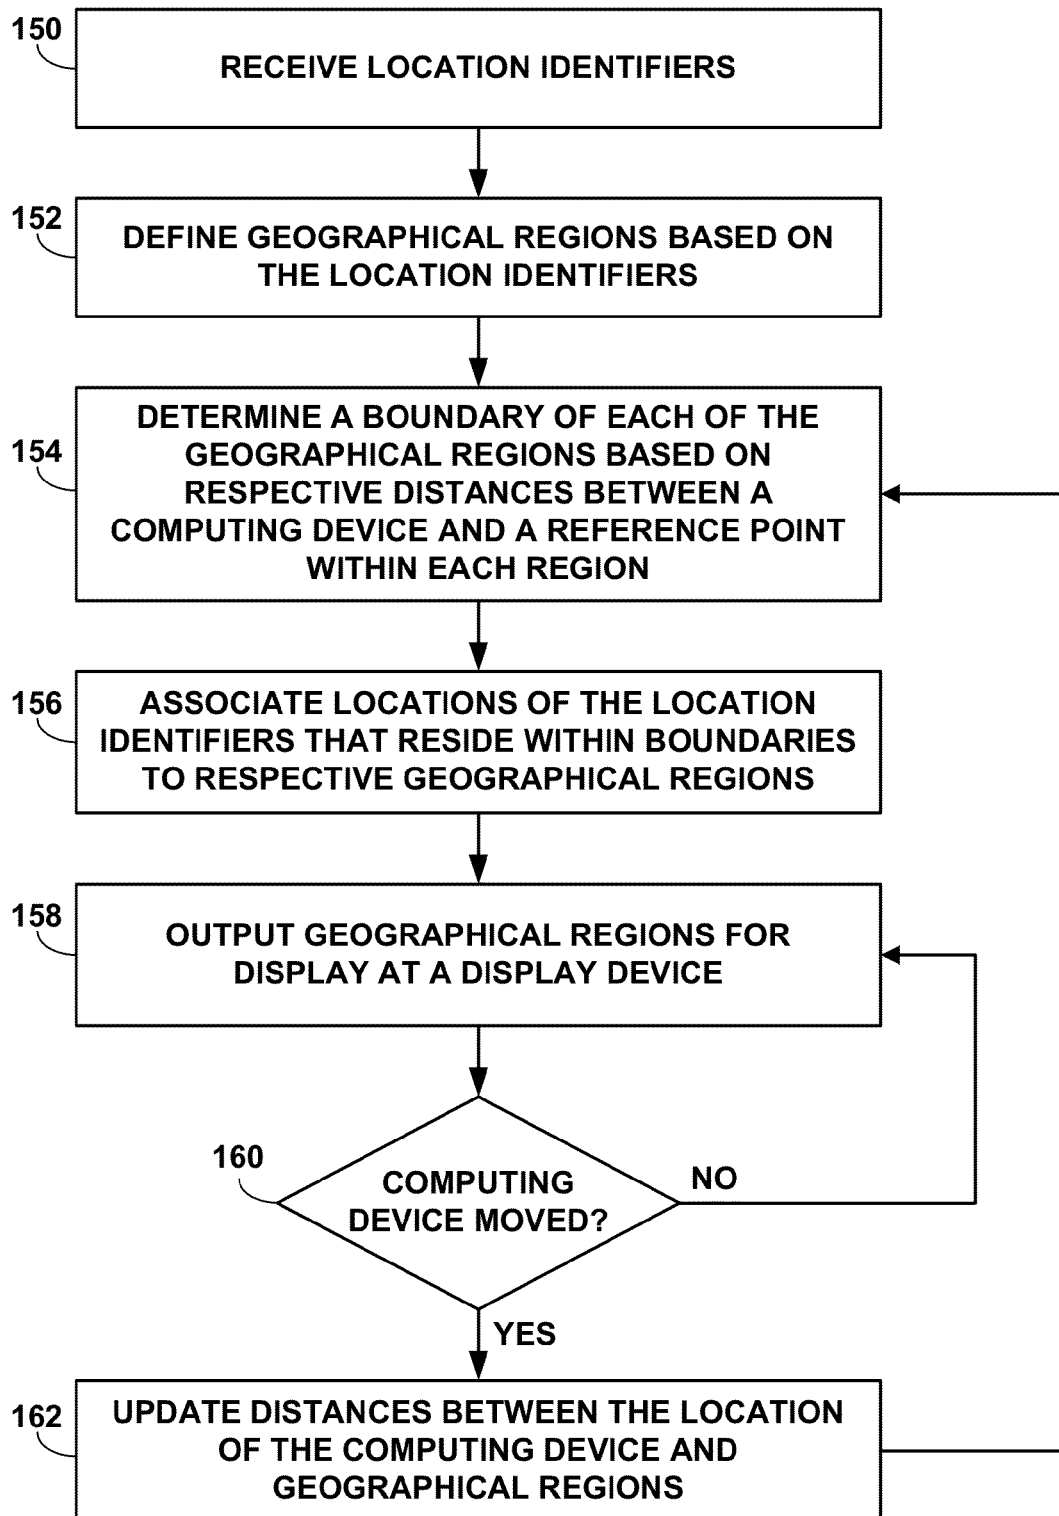 150
RECEIVE LOCATION IDENTIFIERS
152
DEFINE GEOGRAPHICAL REGIONS BASED ON
THE LOCATION IDENTIFIERS
154
DETERMINE A BOUNDARY OF EACH OF THE
GEOGRAPHICAL REGIONS BASED ON
RESPECTIVE DISTANCES BETWEEN A
COMPUTING DEVICE AND A REFERENCE POINT
WITHIN EACH REGION
156
ASSOCIATE LOCATIONS OF THE LOCATION
IDENTIFIERS THAT RESIDE WITHIN BOUNDARIES
TO RESPECTIVE GEOGRAPHICAL REGIONS
158
OUTPUT GEOGRAPHICAL REGIONS FOR
DISPLAY AT A DISPLAY DEVICE
160
COMPUTING
DEVICE MOVED?
NO
YES
162
UPDATE DISTANCES BETWEEN THE LOCATION
OF THE COMPUTING DEVICE AND
GEOGRAPHICAL REGIONS